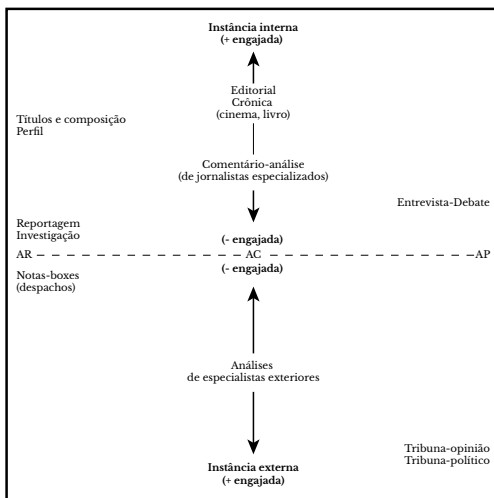 Instância interna
(+ engajada)
Editorial
Crônica
(cinema, livro)
Títulos e composição
Perfil
Comentário-análise
(de jornalistas especializados)
Entrevista-Debate
Reportagem
Investigação
(- engajada)
AR
AC
AP
(- engajada)
Notas-boxes
(despachos)
Análises
de especialistas exteriores
Tribuna-opinião
Tribuna-político
Instância externa
(+ engajada)